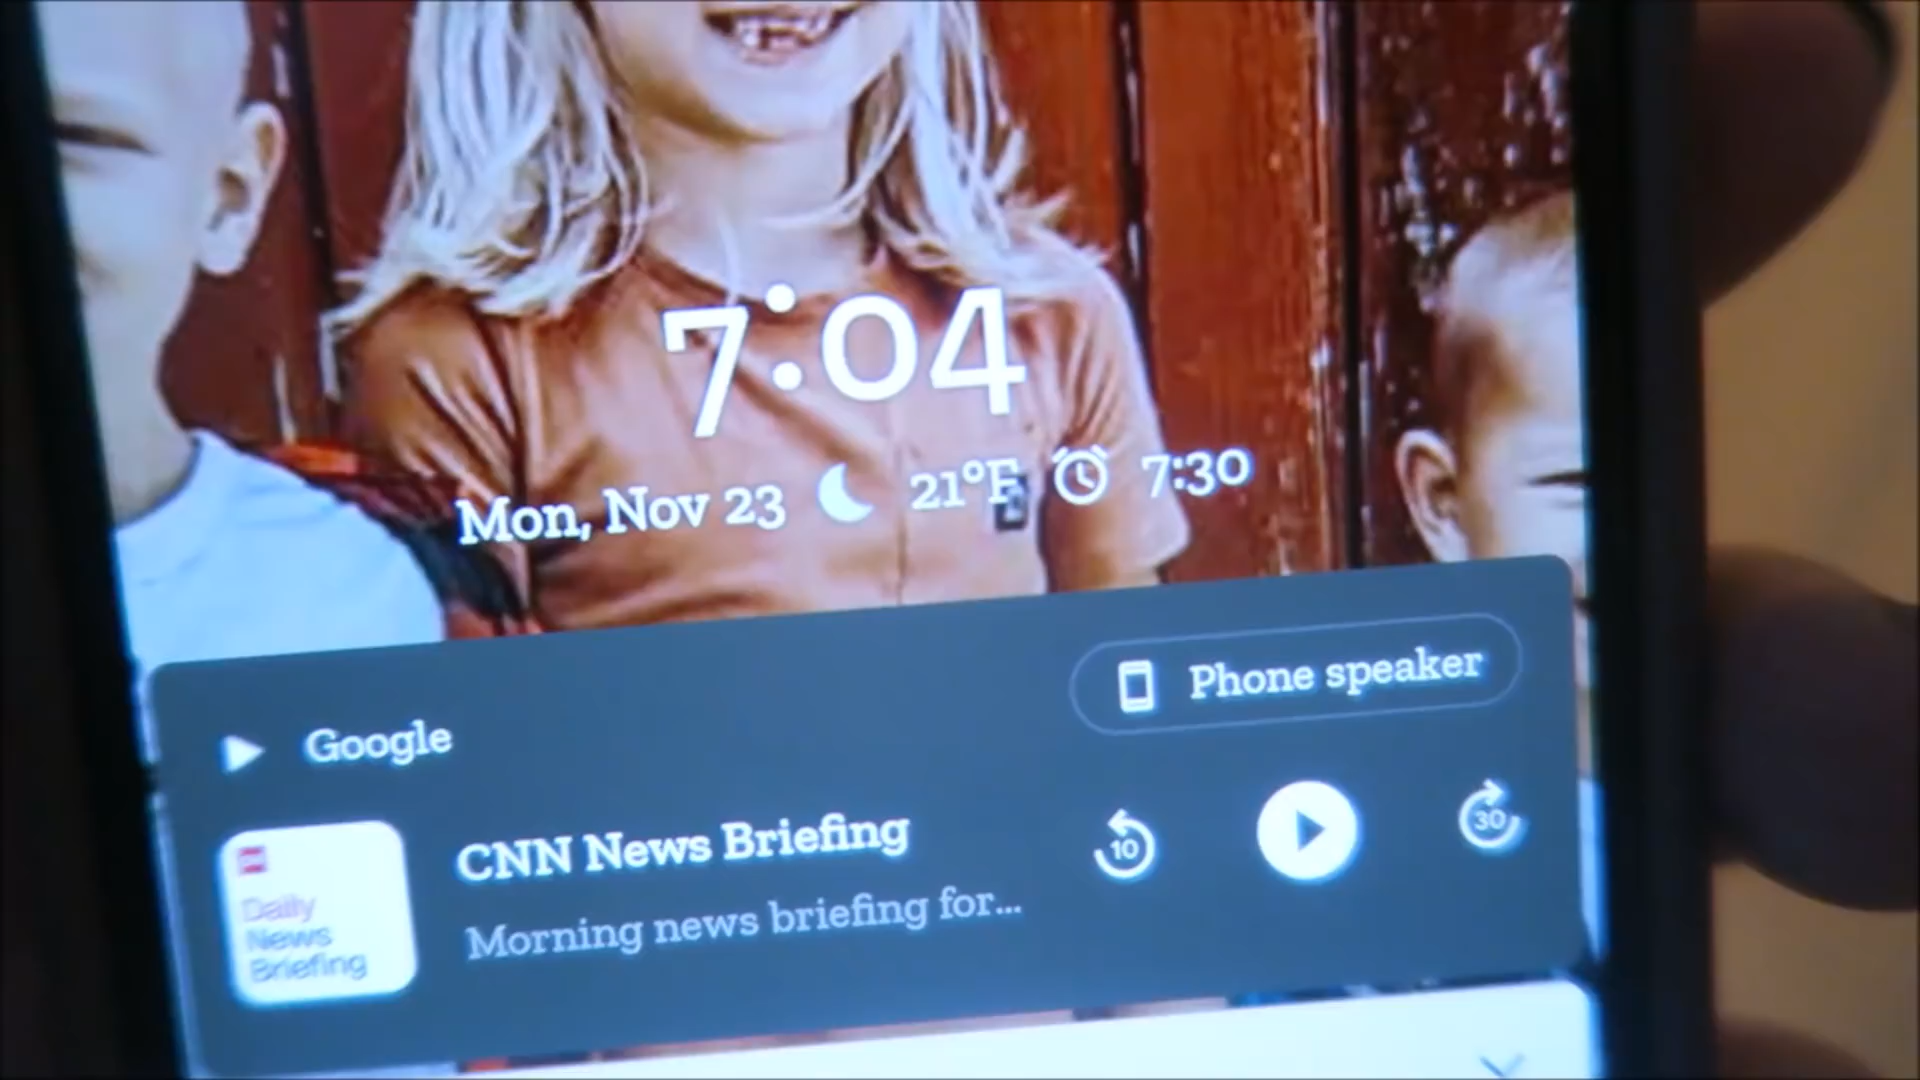 7:04
Mon, Nov 23 21°F 7:30
Phone speaker
Google
CNN News Briefing
Morning news briefing for...
10
30
Daily
News
Briefing